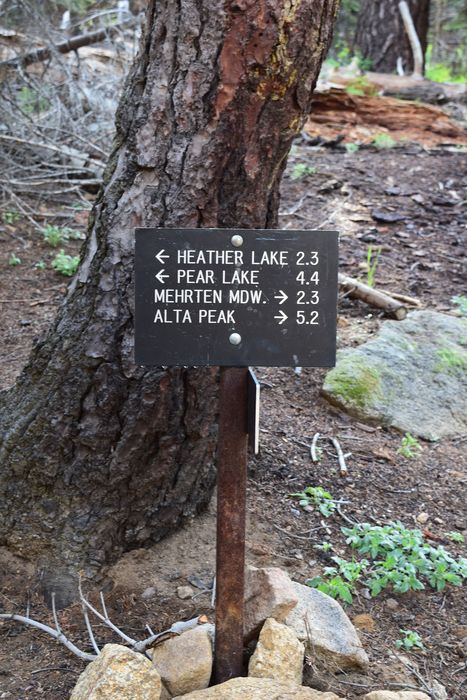 ← HEATHER LAKE 2.3
← PEAR LAKE 4.4
MEHRTEN MDW. → 2.3
ALTA PEAK → 5.2